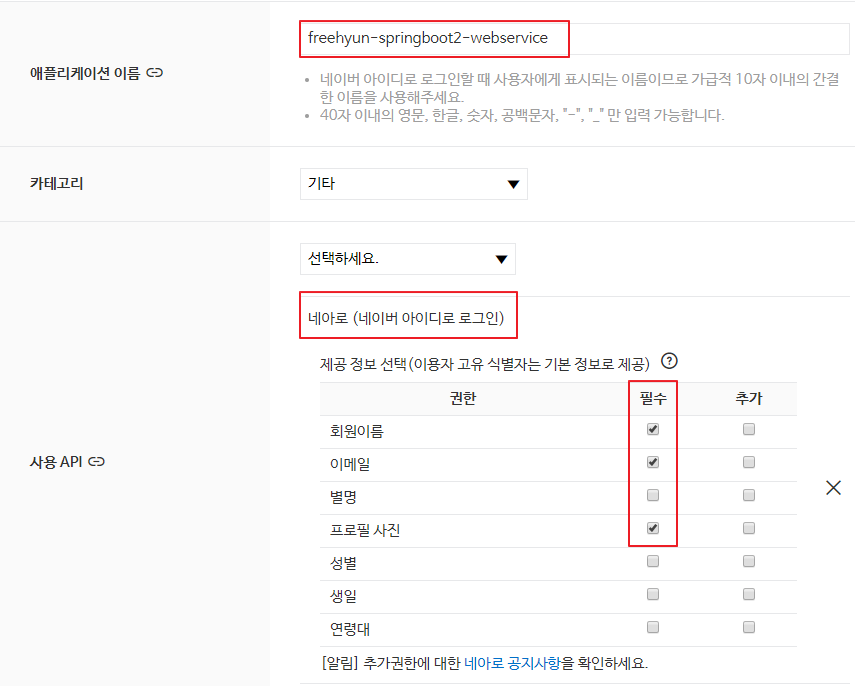 애플리케이션 이름
freehyun-springboot2-webservice
네이버 아이디로 로그인할 때 사용자에게 표시되는 이름이므로 가급적 10자 이내의 간결
한 이름을 사용해주세요.
40자 이내의 영문, 한글, 숫자, 공백문자, "-", "_" 만 입력 가능합니다.
카테고리
기타
사용 API
선택하세요.
네아로 (네이버 아이디로 로그인)
제공 정보 선택(이용자 고유 식별자는 기본 정보로 제공) ?
권한 필수 추가
회원이름
이메일
별명
프로필 사진
성별
생일
연령대
[알림] 추가권한에 대한 네아로 공지사항을 확인하세요.